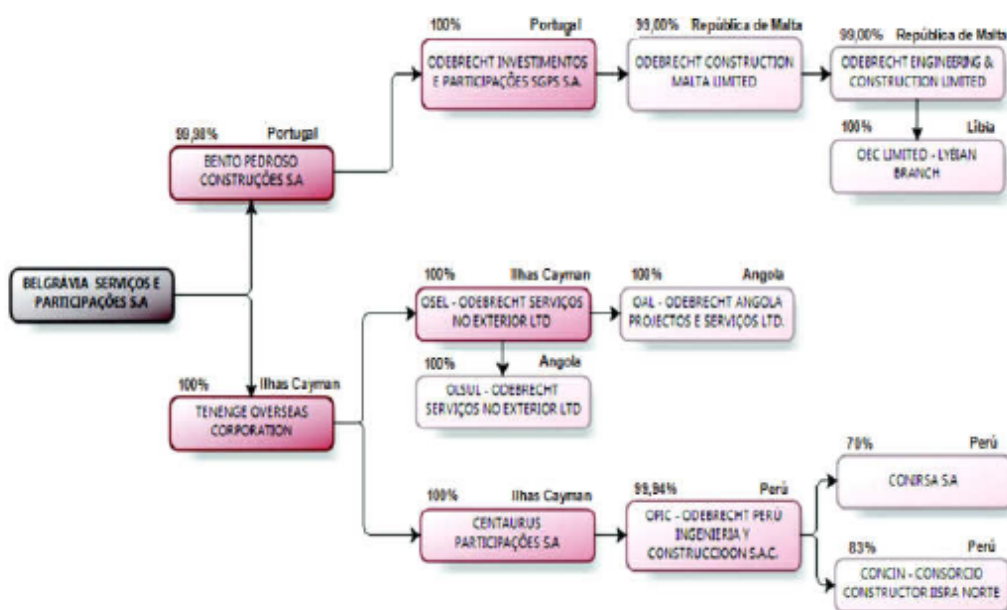 100% Portugal
ODEBRECHT INVESTIMENTOS
E PARTICIPAÇÕES SGPS S.A.
99,00% República de Malta
ODEBRECHT CONSTRUCTION
MALTA LIMITED
99,00% República de Malta
ODEBRECHT ENGINEERING &
CONSTRUCTION LIMITED
100% Líbia
OEC LIMITED - LYBIAN
BRANCH
99,98% Portugal
BENTO PEDROSO
CONSTRUÇÕES S.A
BELGRÁVIA SERVIÇOS E
PARTICIPAÇÕES S.A
100% Ilhas Cayman
TENENGE OVERSEAS
CORPORATION
100% Ilhas Cayman
OSEL - ODEBRECHT SERVIÇOS
NO EXTERIOR LTD
100% Angola
OAL - ODEBRECHT ANGOLA
PROJECTOS E SERVIÇOS LTD.
100% Angola
OLSUL - ODEBRECHT
SERVIÇOS NO EXTERIOR LTD
100% Ilhas Cayman
CENTAURUS
PARTICIPAÇÕES S.A
99,94% Perú
OPIC - ODEBRECHT PERÚ
INGENIERIA Y
CONSTRUCCIOON S.A.C.
70% Perú
CONIRSA S.A
83% Perú
CONCIN - CONSORCIO
CONSTRUCTOR IISRA NORTE